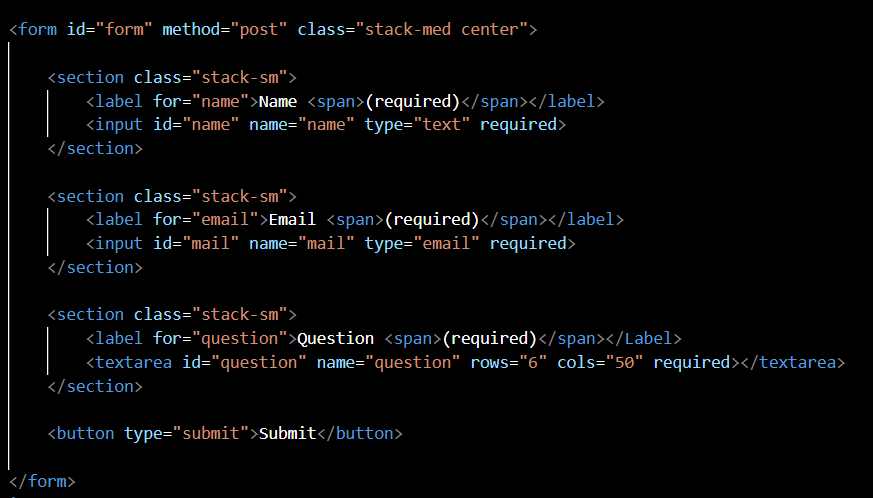 <form id="form" method="post" class="stack-med center">
<section class="stack-sm">
<label for="name">Name <span>(required)</span></label>
<input id="name" name="name" type="text" required>
</section>
<section class="stack-sm">
<label for="email">Email <span>(required)</span></label>
<input id="mail" name="mail" type="email" required>
</section>
<section class="stack-sm">
<label for="question">Question <span>(required)</span></Label>
<textarea id="question" name="question" rows="6" cols="50" required></textarea>
</section>
<button type="submit">Submit</button>
</form>